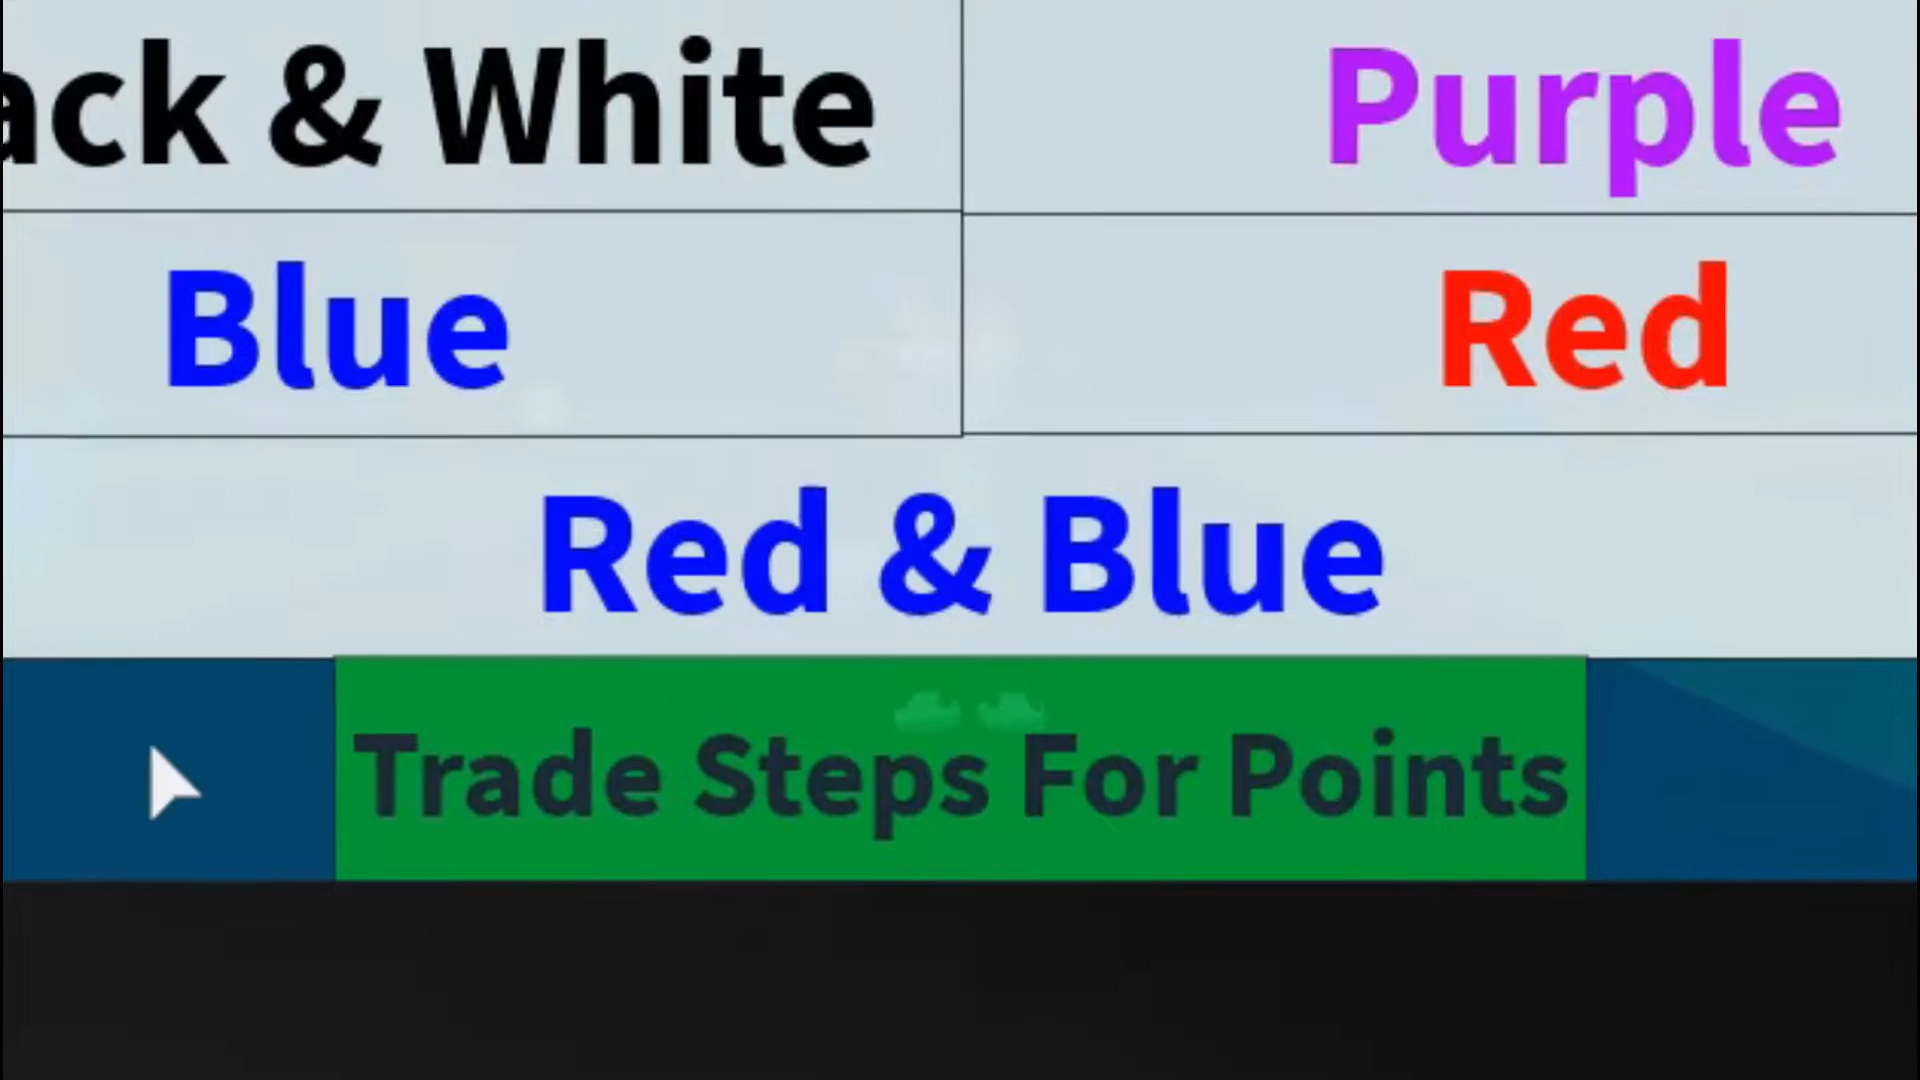 ack & White
Purple
Blue
Red
Red & Blue
Trade Steps For Points